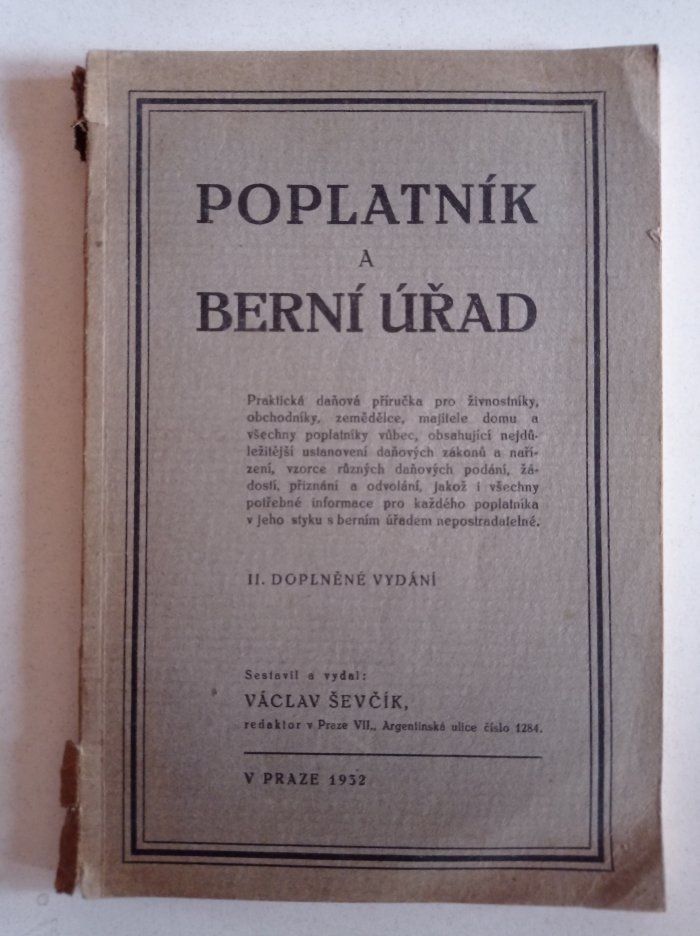 POPLATNÍK
A
BERNÍ ÚŘAD
Praktická daňová příručka pro živnostníky,
obchodníky, zemědělce, majitele domu a
všechny poplatníky vůbec, obsahující nejdů-
ležitější ustanovení daňových zákonů a naří-
zení, vzorce různých daňových podání, žá-
dostí, přiznání a odvolání, jakož i všechny
potřebné informace pro každého poplatníka
v jeho styku s berním úřadem nepostradatelné.
II. DOPLNĚNÉ VYDÁNÍ
Sestavil a vydal:
VÁCLAV ŠEVČÍK,
redaktor v Praze VII., Argentinská ulice číslo 1284.
V PRAZE 1932